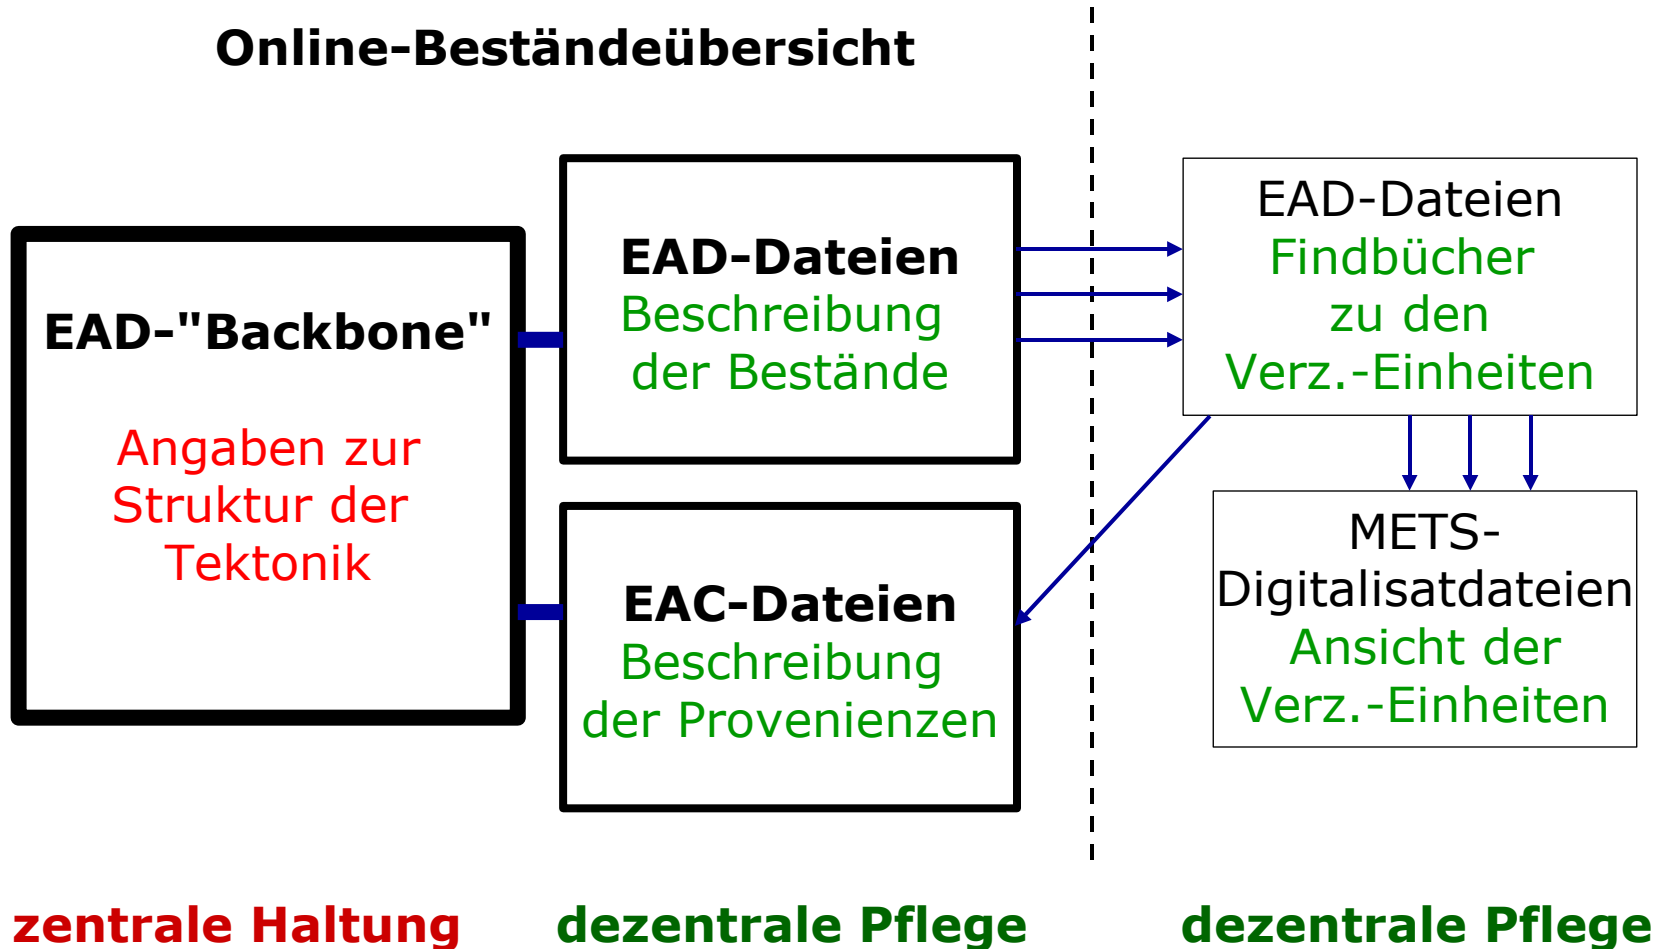 Online-Beständeübersicht
EAD-"Backbone"
Angaben zur
Struktur der
Tektonik
EAD-Dateien
Beschreibung
der Bestände
EAC-Dateien
Beschreibung
der Provenienzen
EAD-Dateien
Findbücher
zu den
Verz.-Einheiten
METS-
Digitalisatdateien
Ansicht der
Verz.-Einheiten
zentrale Haltung
dezentrale Pflege
dezentrale Pflege